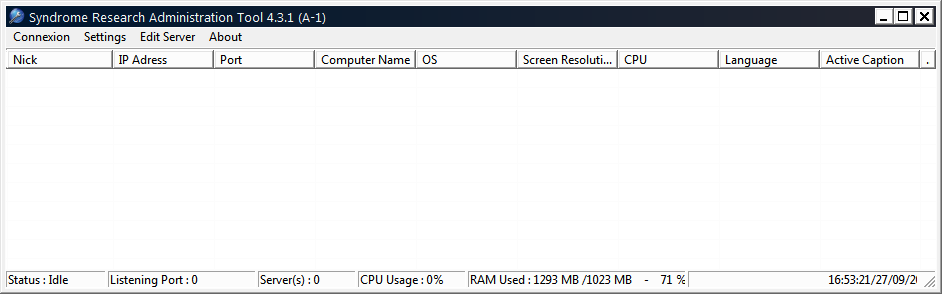 Syndrome Research Administration Tool 4.3.1 (A-1)
Connexion Settings Edit Server About
Nick IP Adress Port Computer Name OS Screen Resoluti... CPU Language Active Caption .
Status : Idle Listening Port : 0 Server(s) : 0 CPU Usage : 0% RAM Used : 1293 MB /1023 MB - 71 % 16:53:21/27/09/20